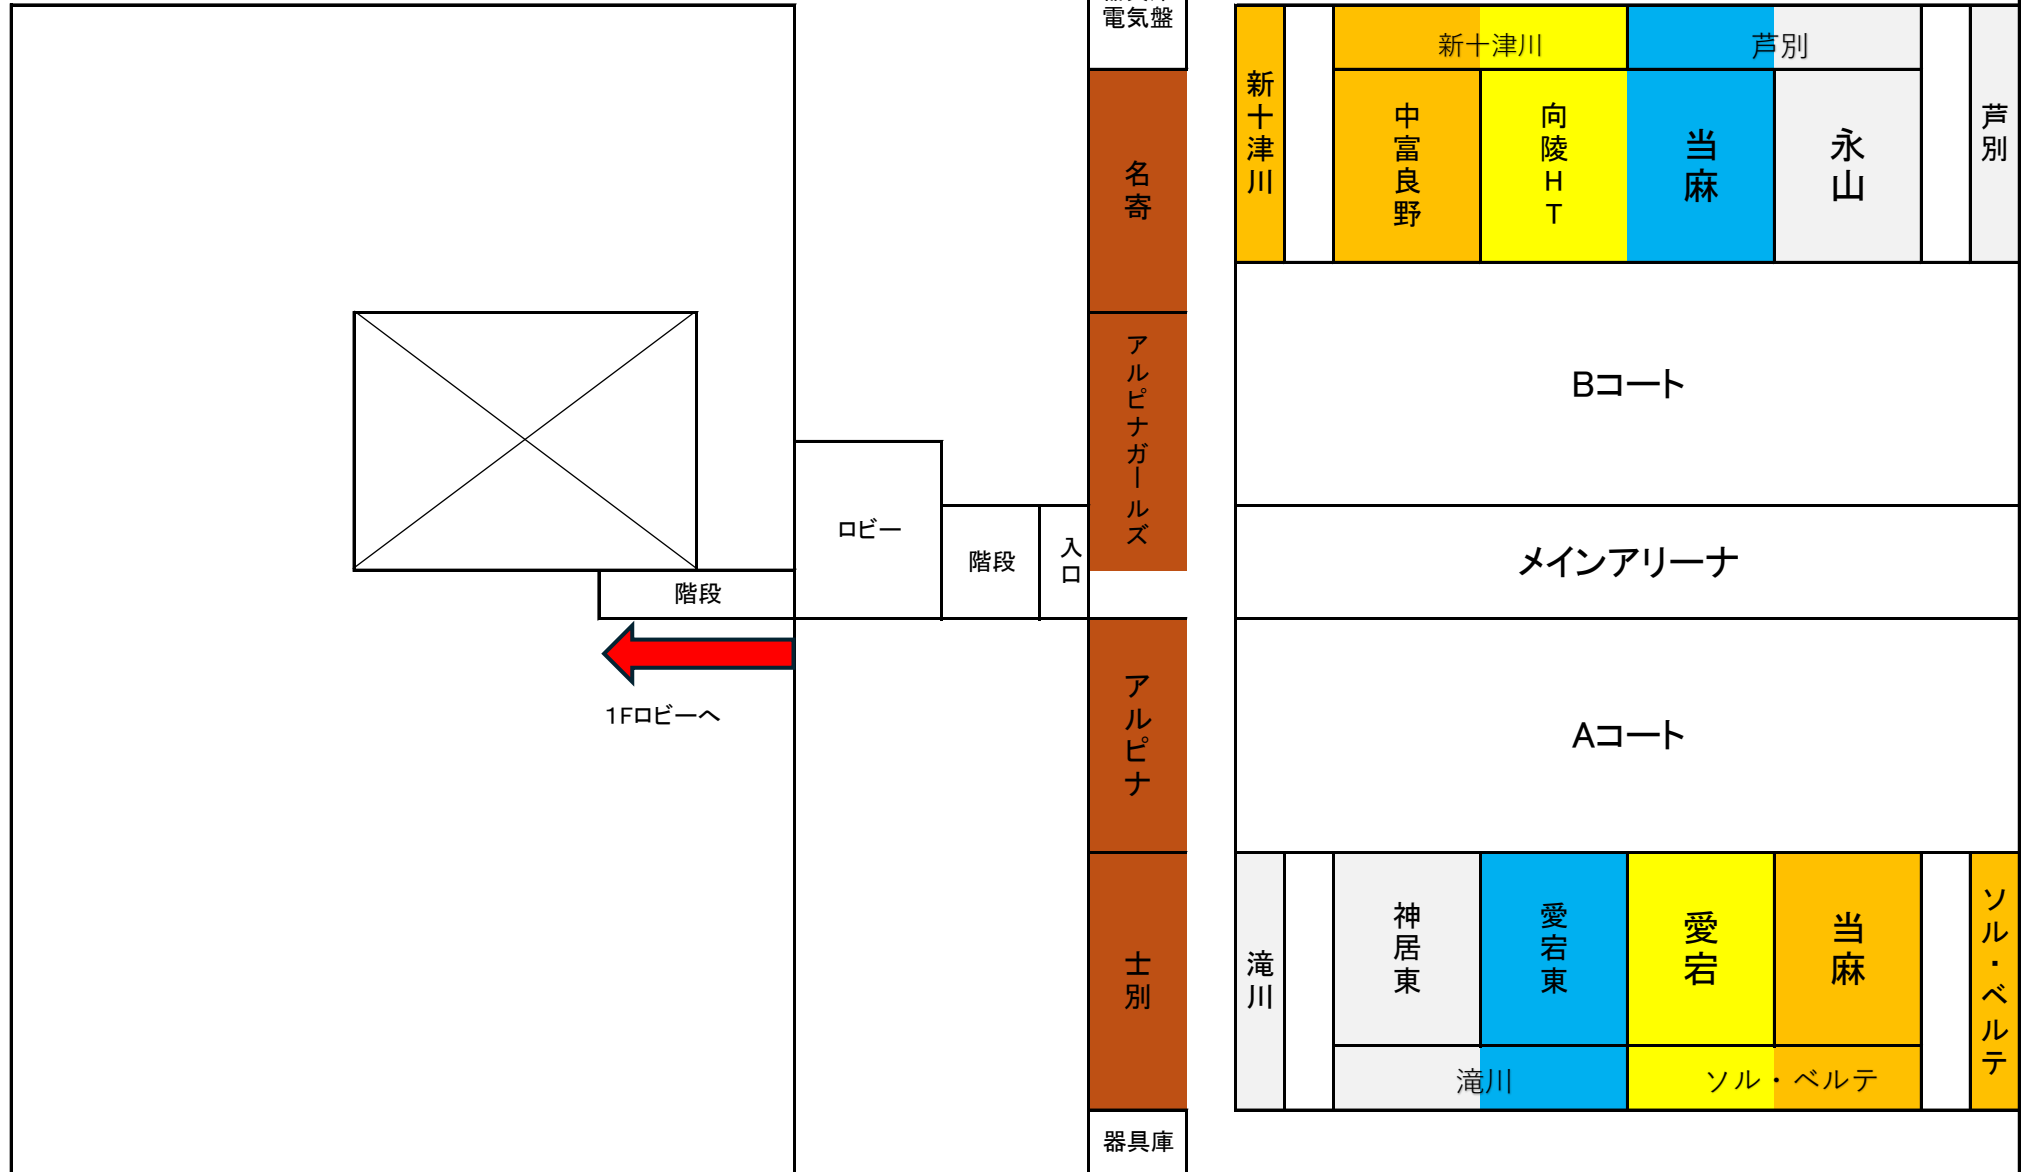 電気盤
新十津川
芦別
新十津川
中富良野
向陵HT
当麻
永山
芦別
名寄
アルピナガールズ
Bコート
ロビー
階段
入口
メインアリーナ
階段
1Fロビーへ
アルピナ
Aコート
士別
滝川
神居東
愛宕東
愛宕
当麻
ソル・ベルテ
滝川
ソル・ベルテ
器具庫